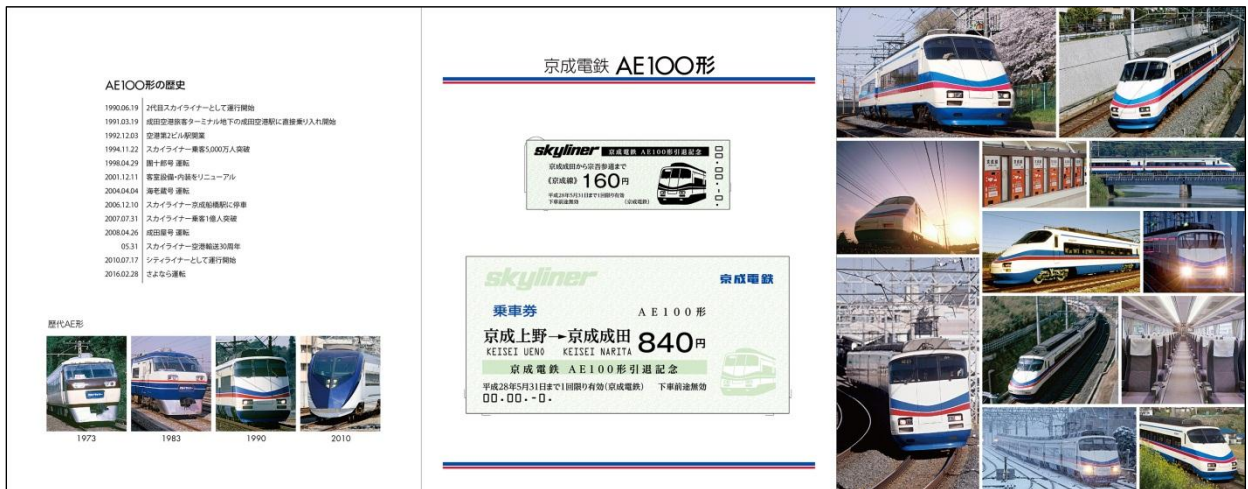 AE100形の歴史
1990.06.19 2代目スカイライナーとして運行開始
1991.03.19 成田空港旅客ターミナル地下の成田空港駅に直接乗り入れ開始
1992.12.03 空港第2ビル駅開業
1994.11.22 スカイライナー乗客5,000万人突破
1998.04.29 團十郎号 運転
2001.12.11 客室設備・内装をリニューアル
2004.04.04 海老蔵号 運転
2006.12.10 スカイライナー京成船橋駅に停車
2007.07.31 スカイライナー乗客1億人突破
2008.04.26 成田屋号 運転
05.31 スカイライナー空港輸送30周年
2010.07.17 シティライナーとして運行開始
2016.02.28 さよなら運転
歴代AE形
1973 1983 1990 2010
京成電鉄 AE100形
skyliner 京成電鉄 AE100形引退記念
京成成田から宗吾参道まで
《京成線》 160円
平成28年5月31日まで1回限り有効
下車前途無効 (京成電鉄)
skyliner 京成電鉄
乗車券 AE100形
京成上野→京成成田 840円
KEISEI UENO KEISEI NARITA
京成電鉄 AE100形引退記念
平成28年5月31日まで1回限り有効(京成電鉄) 下車前途無効
00.00.-0.